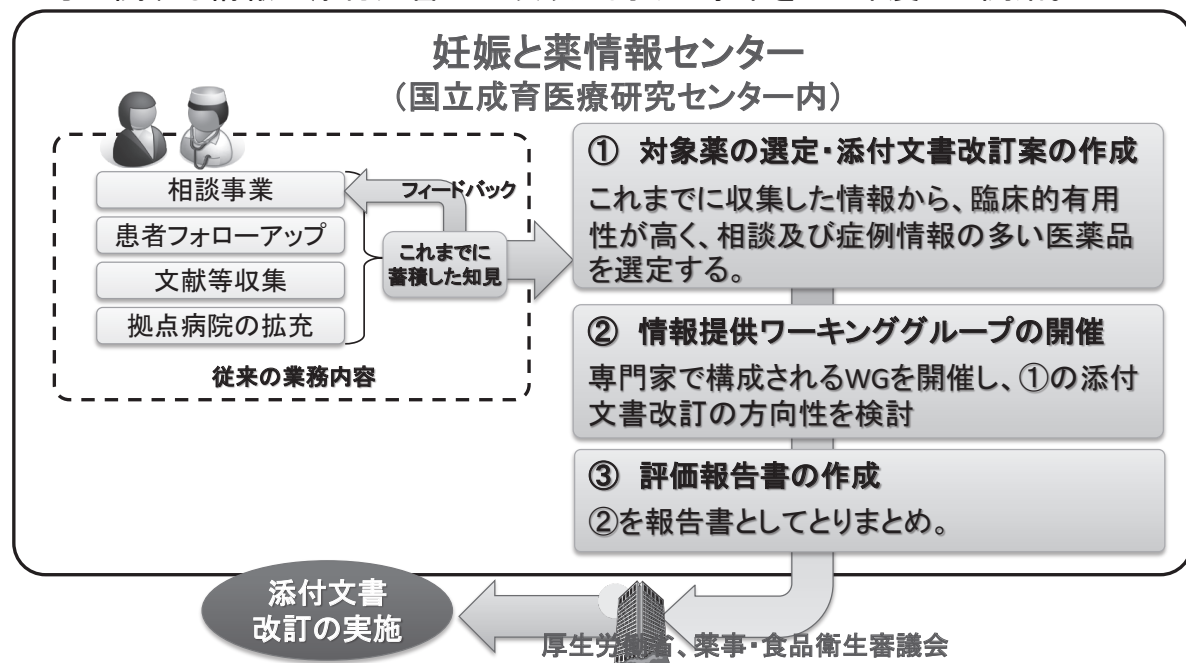 妊娠と薬情報センター
（国立成育医療研究センター内）
相談事業
患者フォローアップ
文献等収集
拠点病院の拡充
従来の業務内容
フィードバック
これまでに
蓄積した知見
① 対象薬の選定・添付文書改訂案の作成
これまでに収集した情報から、臨床的有用
性が高く、相談及び症例情報の多い医薬品
を選定する。
② 情報提供ワーキンググループの開催
専門家で構成されるWGを開催し、①の添付
文書改訂の方向性を検討
③ 評価報告書の作成
②を報告書としてとりまとめ。
添付文書
改訂の実施
厚生労働省、薬事・食品衛生審議会